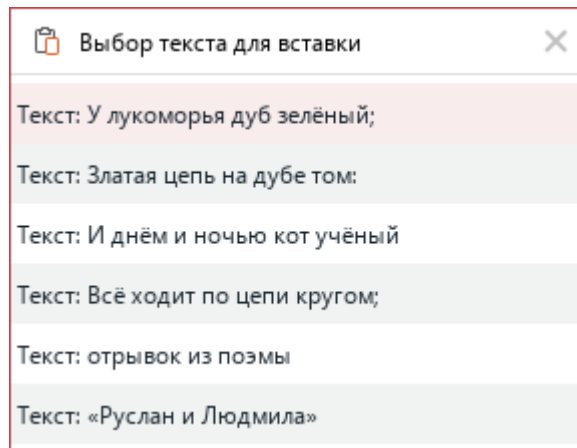 Выбор текста для вставки
Текст: У лукоморья дуб зелёный;
Текст: Златая цепь на дубе том:
Текст: И днём и ночью кот учёный
Текст: Всё ходит по цепи кругом;
Текст: отрывок из поэмы
Текст: «Руслан и Людмила»